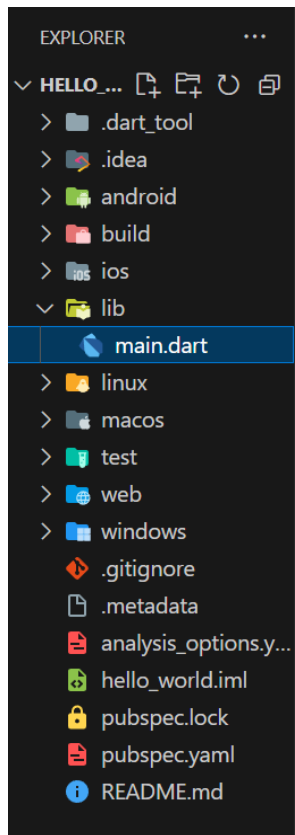 EXPLORER ...
HELLO_...
.dart_tool
.idea
android
build
iOS ios
lib
main.dart
linux
macos
test
web
windows
.gitignore
.metadata
analysis_options.y...
hello_world.iml
pubspec.lock
pubspec.yaml
README.md